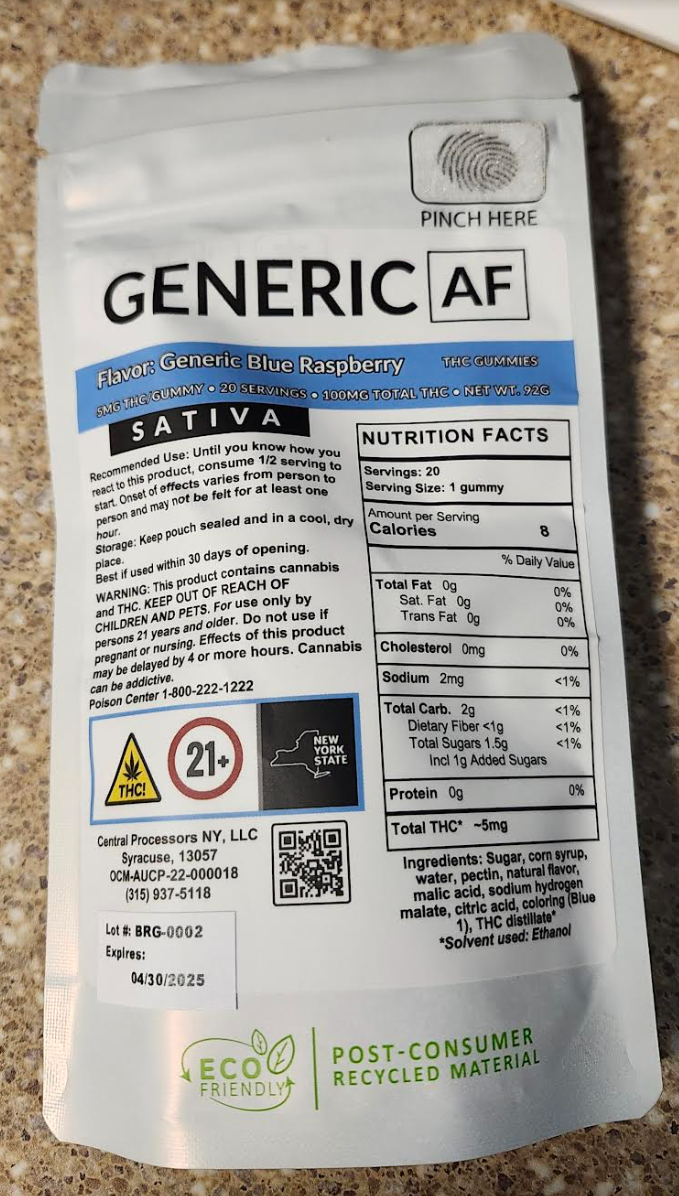 PINCH HERE
GENERIC AF
Flavor: Generic Blue Raspberry THC GUMMIES
5MG THC/GUMMY • 20 SERVINGS • 100MG TOTAL THC • NET WT. 92G
SATIVA
Recommended Use: Until you know how you
react to this product, consume 1/2 serving to
start. Onset of effects varies from person to
person and may not be felt for at least one
hour.
Storage: Keep pouch sealed and in a cool, dry
place.
Best if used within 30 days of opening.
WARNING: This product contains cannabis
and THC. KEEP OUT OF REACH OF
CHILDREN AND PETS. For use only by
persons 21 years and older. Do not use if
pregnant or nursing. Effects of this product
may be delayed by 4 or more hours. Cannabis
can be addictive.
Poison Center 1-800-222-1222
THC!
21+
NEW
YORK
STATE
Central Processors NY, LLC
Syracuse, 13057
OCM-AUCP-22-000018
(315) 937-5118
Lot #: BRG-0002
Expires:
04/30/2025
NUTRITION FACTS
Servings: 20
Serving Size: 1 gummy
Amount per Serving
Calories 8
% Daily Value
Total Fat 0g 0%
Sat. Fat 0g 0%
Trans Fat 0g 0%
Cholesterol 0mg 0%
Sodium 2mg <1%
Total Carb. 2g <1%
Dietary Fiber <1g <1%
Total Sugars 1.5g <1%
Incl 1g Added Sugars
Protein 0g 0%
Total THC* ~5mg
Ingredients: Sugar, corn syrup,
water, pectin, natural flavor,
malic acid, sodium hydrogen
malate, citric acid, coloring (Blue
1), THC distillate*
*Solvent used: Ethanol
ECO
FRIENDLY
POST-CONSUMER
RECYCLED MATERIAL